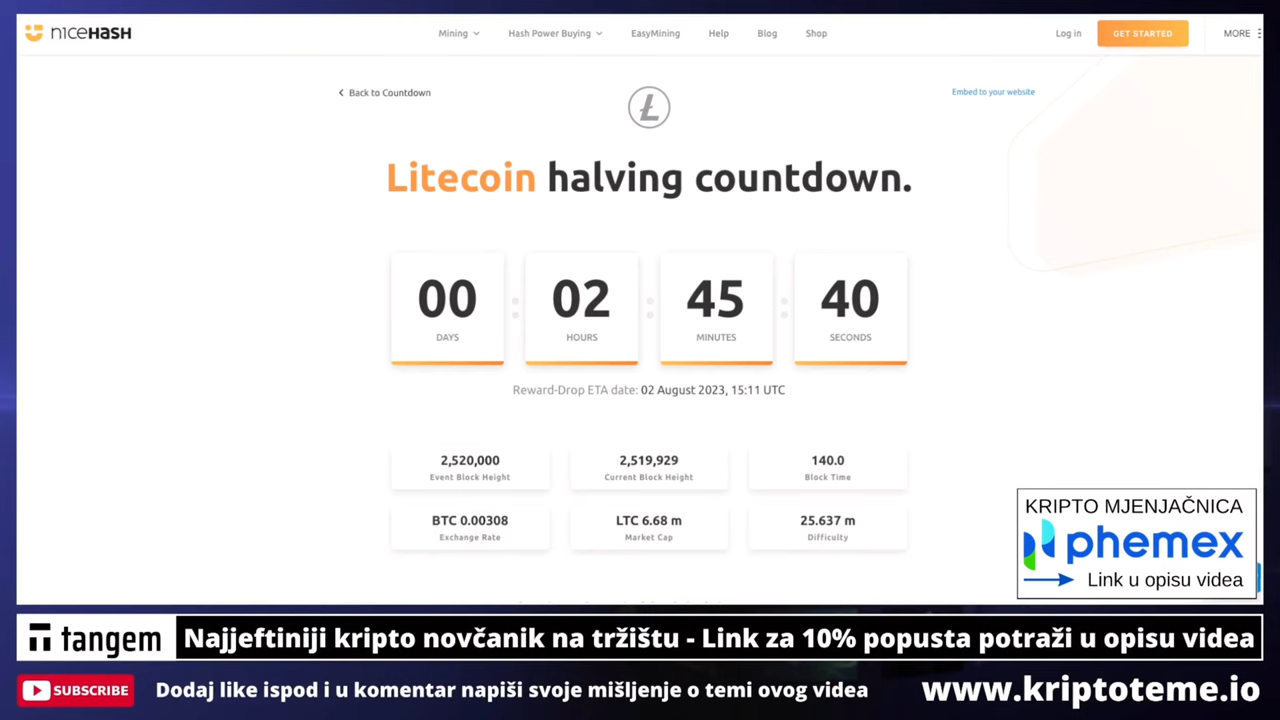 nıceHASH
Mining
Hash Power Buying
EasyMining
Help
Blog
Shop
Log in
GET STARTED
MORE
Back to Countdown
Embed to your website
Litecoin halving countdown.
00 : 02 : 45 : 40
DAYS HOURS MINUTES SECONDS
Reward-Drop ETA date: 02 August 2023, 15:11 UTC
2,520,000 2,519,929 140.0
Event Block Height Current Block Height Block Time
BTC 0.00308 LTC 6.68 m 25.637 m
Exchange Rate Market Cap Difficulty
KRIPTO MJENJAČNICA
phemex
Link u opisu videa
tangem
Najjeftiniji kripto novčanik na tržištu - Link za 10% popusta potraži u opisu videa
SUBSCRIBE
Dodaj like ispod i u komentar napiši svoje mišljenje o temi ovog videa
www.kriptoteme.io